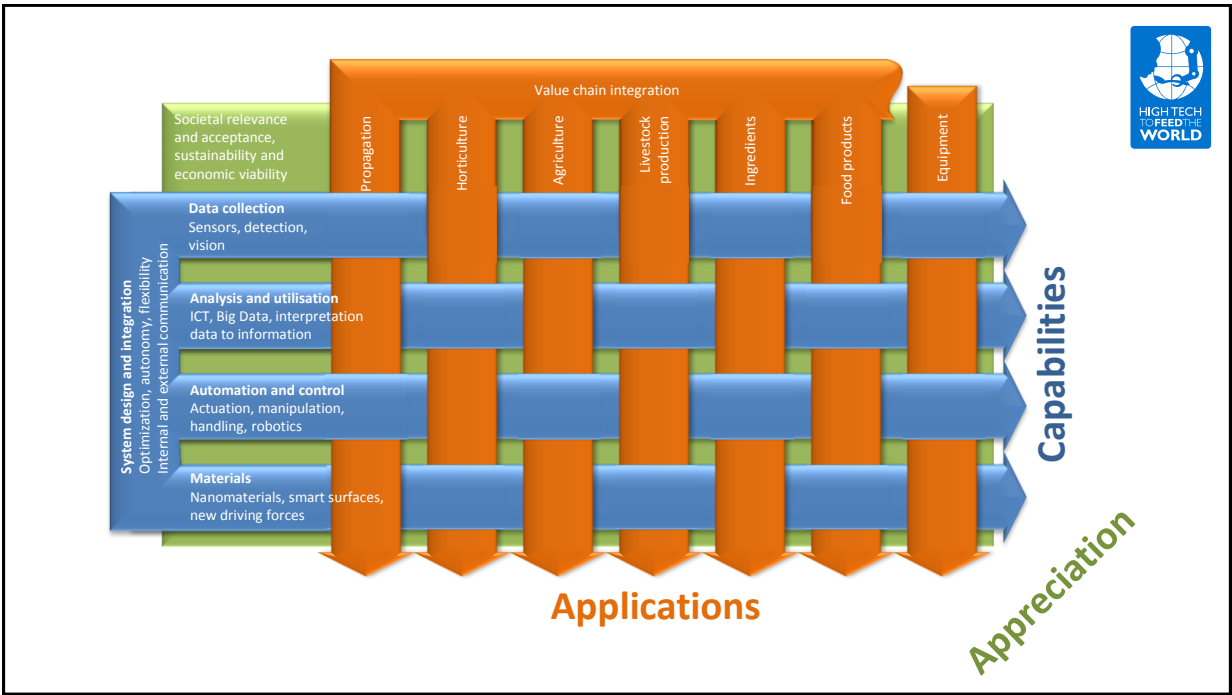 Value chain integration
HIGH TECH
TO FEED THE
WORLD
Societal relevance
and acceptance,
sustainability and
economic viability
Propagation
Horticulture
Agriculture
Livestock
production
Ingredients
Food products
Equipment
System design and integration
Optimization, autonomy, flexibility
Internal and external communication
Data collection
Sensors, detection,
vision
Analysis and utilisation
ICT, Big Data, interpretation
data to information
Automation and control
Actuation, manipulation,
handling, robotics
Materials
Nanomaterials, smart surfaces,
new driving forces
Capabilities
Applications
Appreciation